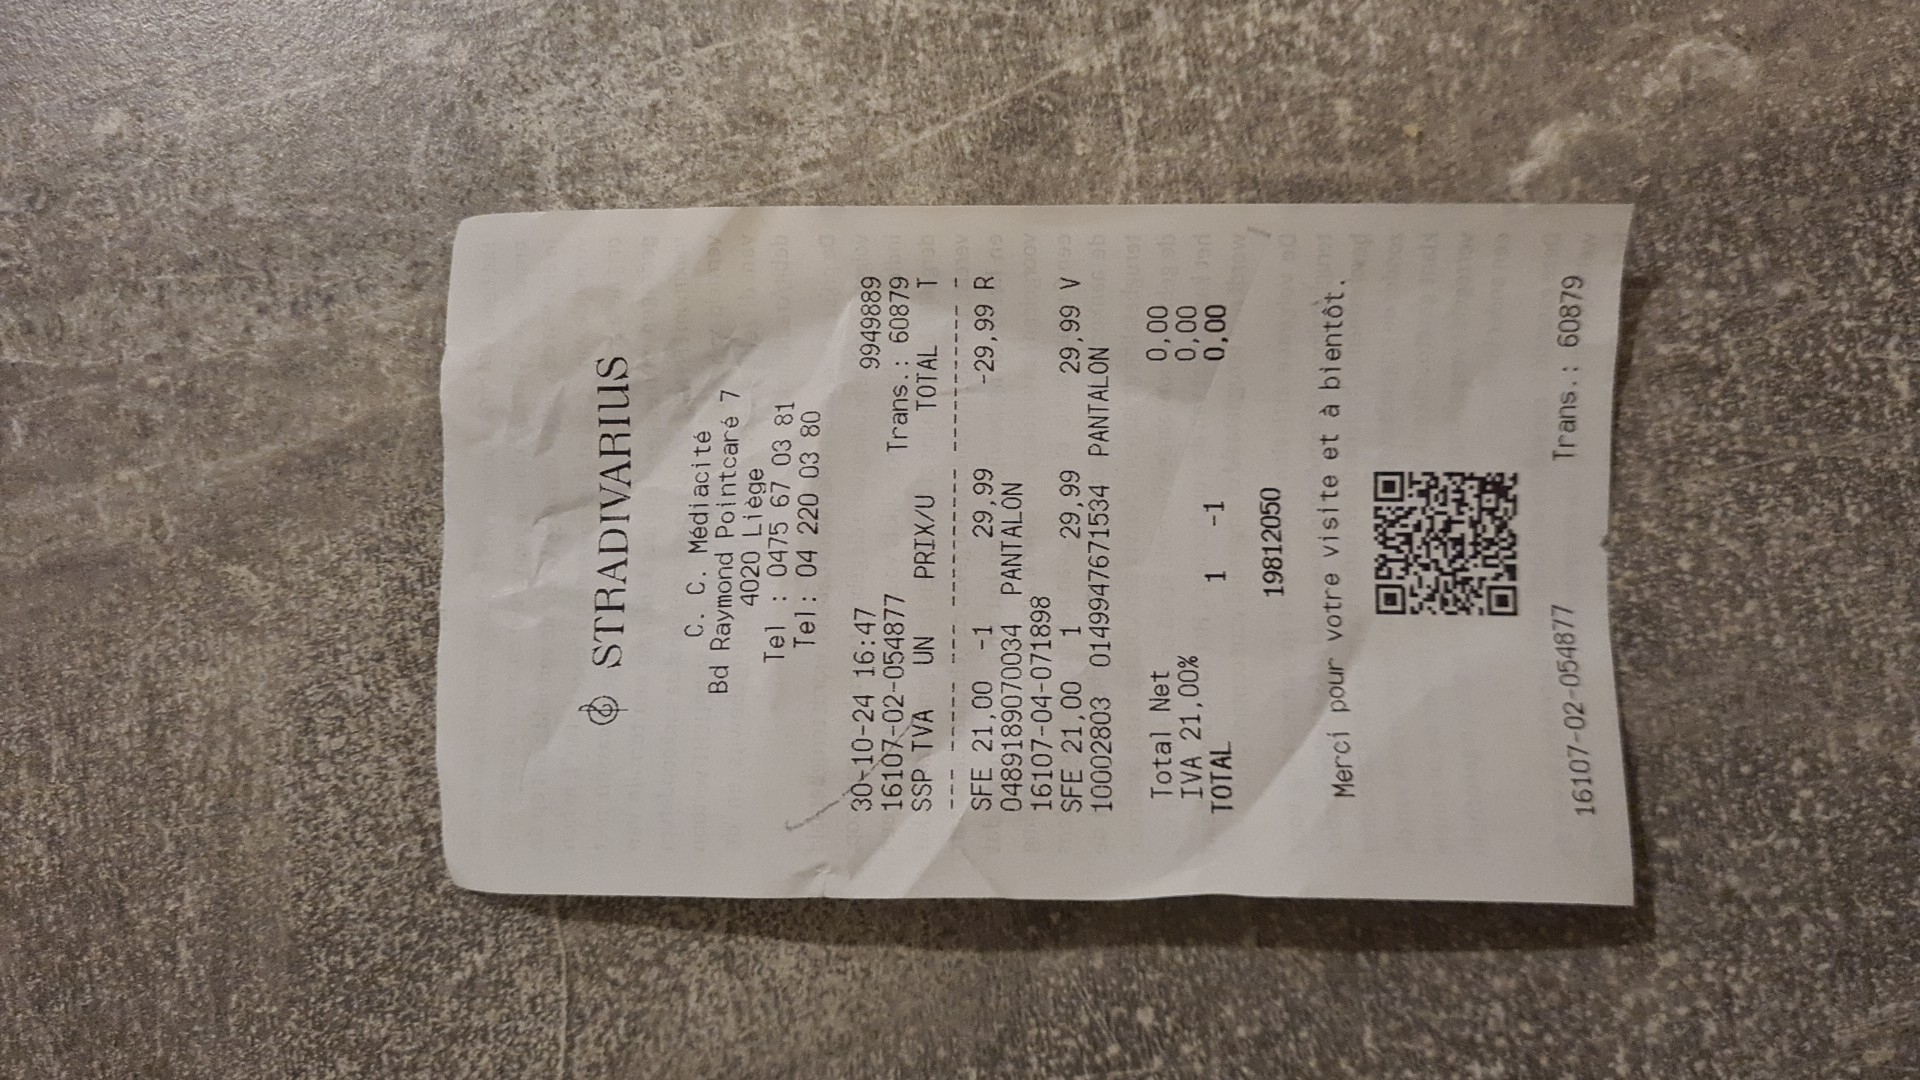 STRADIVARIUS
C. C. Médiacité
Bd Raymond Pointcaré 7
4020 Liège
Tel : 0475 67 03 81
Tel: 04 220 03 80
30-10-24 16:47 9949889
16107-02-054877 Trans.: 60879
SSP TVA UN PRIX/U TOTAL T
--- ----- --- --------- --------- -
SFE 21,00 -1 29,99 -29,99 R
04891889070034 PANTALON
16107-04-071898
SFE 21,00 1 29,99 29,99 V
10002803 01499476671534 PANTALON
Total Net 0,00
IVA 21,00% 0,00
TOTAL 1 -1 0,00
19812050
Merci pour votre visite et à bientôt.
16107-02-054877 Trans.: 60879